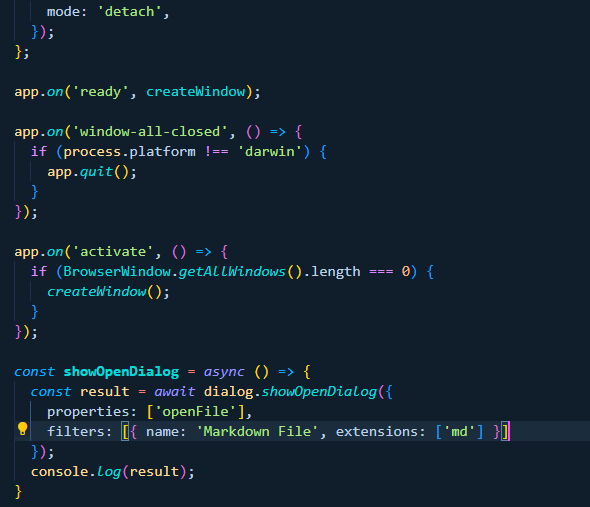 mode: 'detach',
});
};
app.on('ready', createWindow);
app.on('window-all-closed', () => {
if (process.platform !== 'darwin') {
app.quit();
}
});
app.on('activate', () => {
if (BrowserWindow.getAllWindows().length === 0) {
createWindow();
}
});
const showOpenDialog = async () => {
const result = await dialog.showOpenDialog({
properties: ['openFile'],
filters: [{ name: 'Markdown File', extensions: ['md'] }]
});
console.log(result);
}